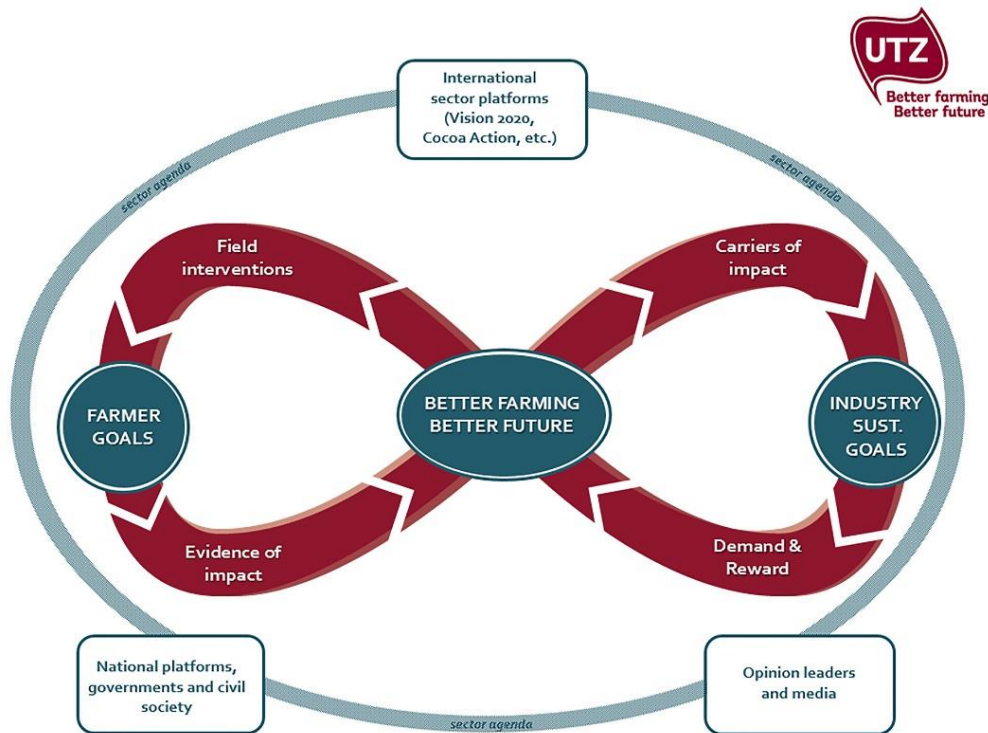 UTZ
Better farming
Better future
International
sector platforms
(Vision 2020,
Cocoa Action, etc.)
sector agenda
sector agenda
Field
interventions
Carriers of
impact
FARMER
GOALS
BETTER FARMING
BETTER FUTURE
INDUSTRY
SUST.
GOALS
Evidence of
impact
Demand &
Reward
National platforms,
governments and civil
society
Opinion leaders
and media
sector agenda